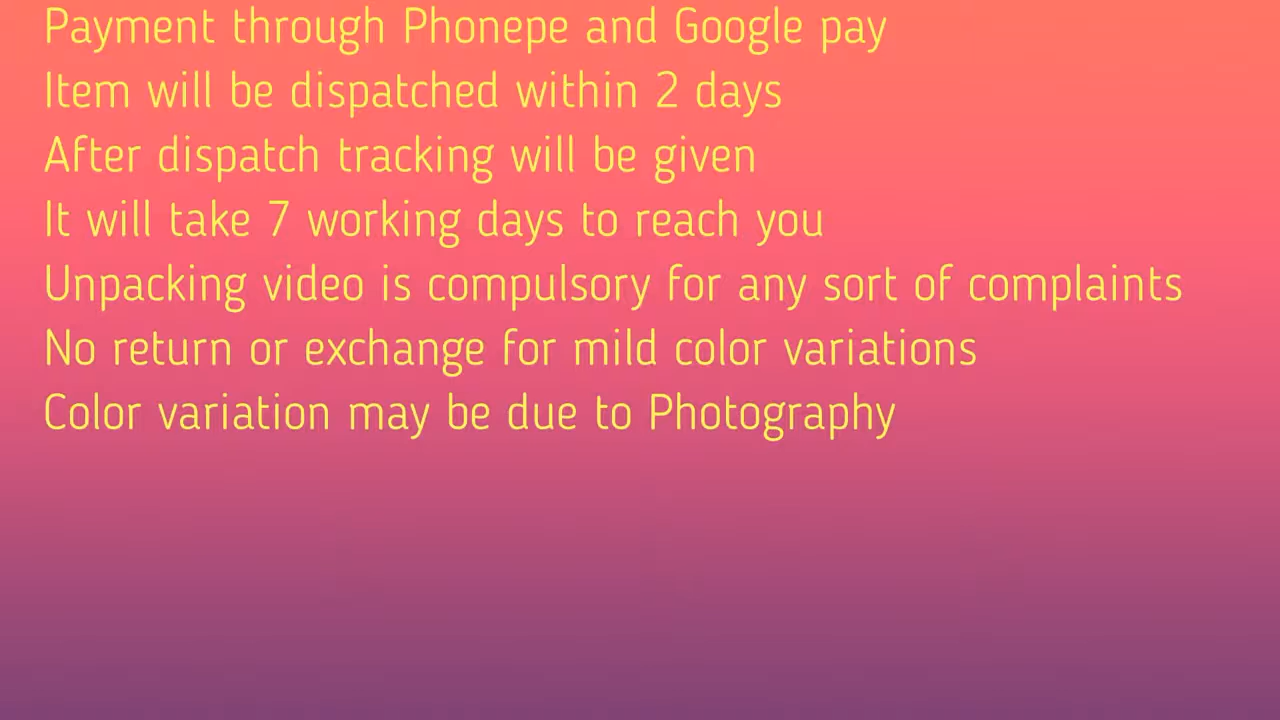 Payment through Phonepe and Google pay
Item will be dispatched within 2 days
After dispatch tracking will be given
It will take 7 working days to reach you
Unpacking video is compulsory for any sort of complaints
No return or exchange for mild color variations
Color variation may be due to Photography